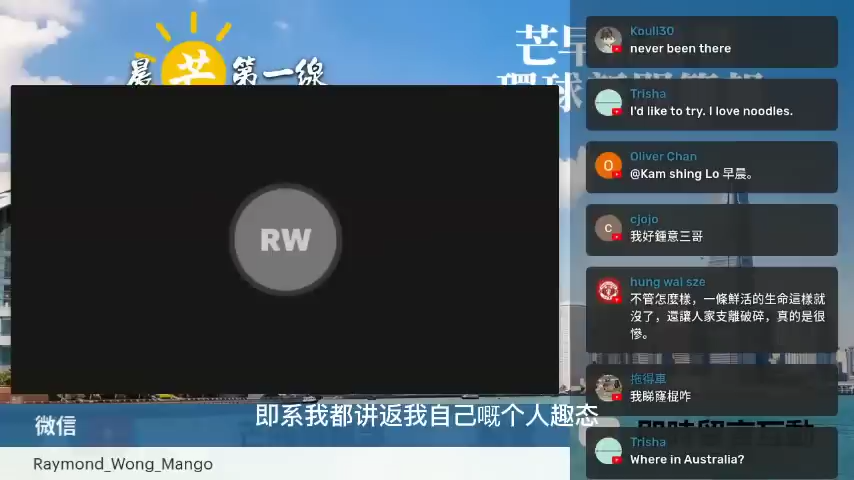 晨芒第一線
RW
即系我都讲返我自己嘅个人趣态
微信
Raymond_Wong_Mango
Kouli30
never been there
Trisha
I'd like to try. I love noodles.
Oliver Chan
@Kam shing Lo 早晨。
cjojo
我好鍾意三哥
hung wai sze
不管怎麼樣，一條鮮活的生命這樣就
沒了，還讓人家支離破碎，真的是很
慘。
拖得車
我睇窿棍咋
Trisha
Where in Australia?